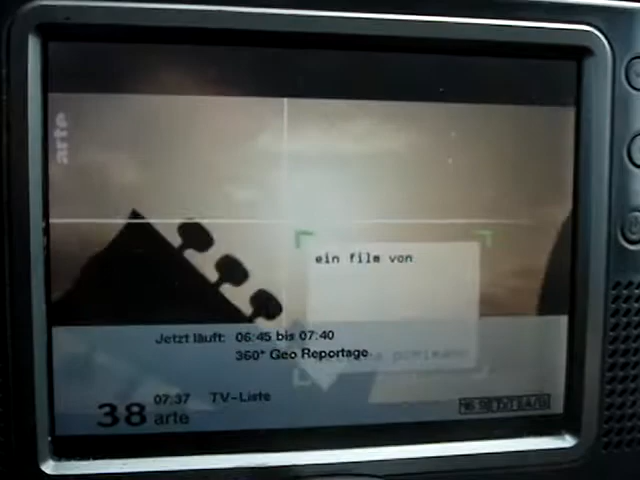 arte
ein film von
Jetzt läuft: 06:45 bis 07:40
360° Geo Reportage
38 07:37 TV-Liste
arte